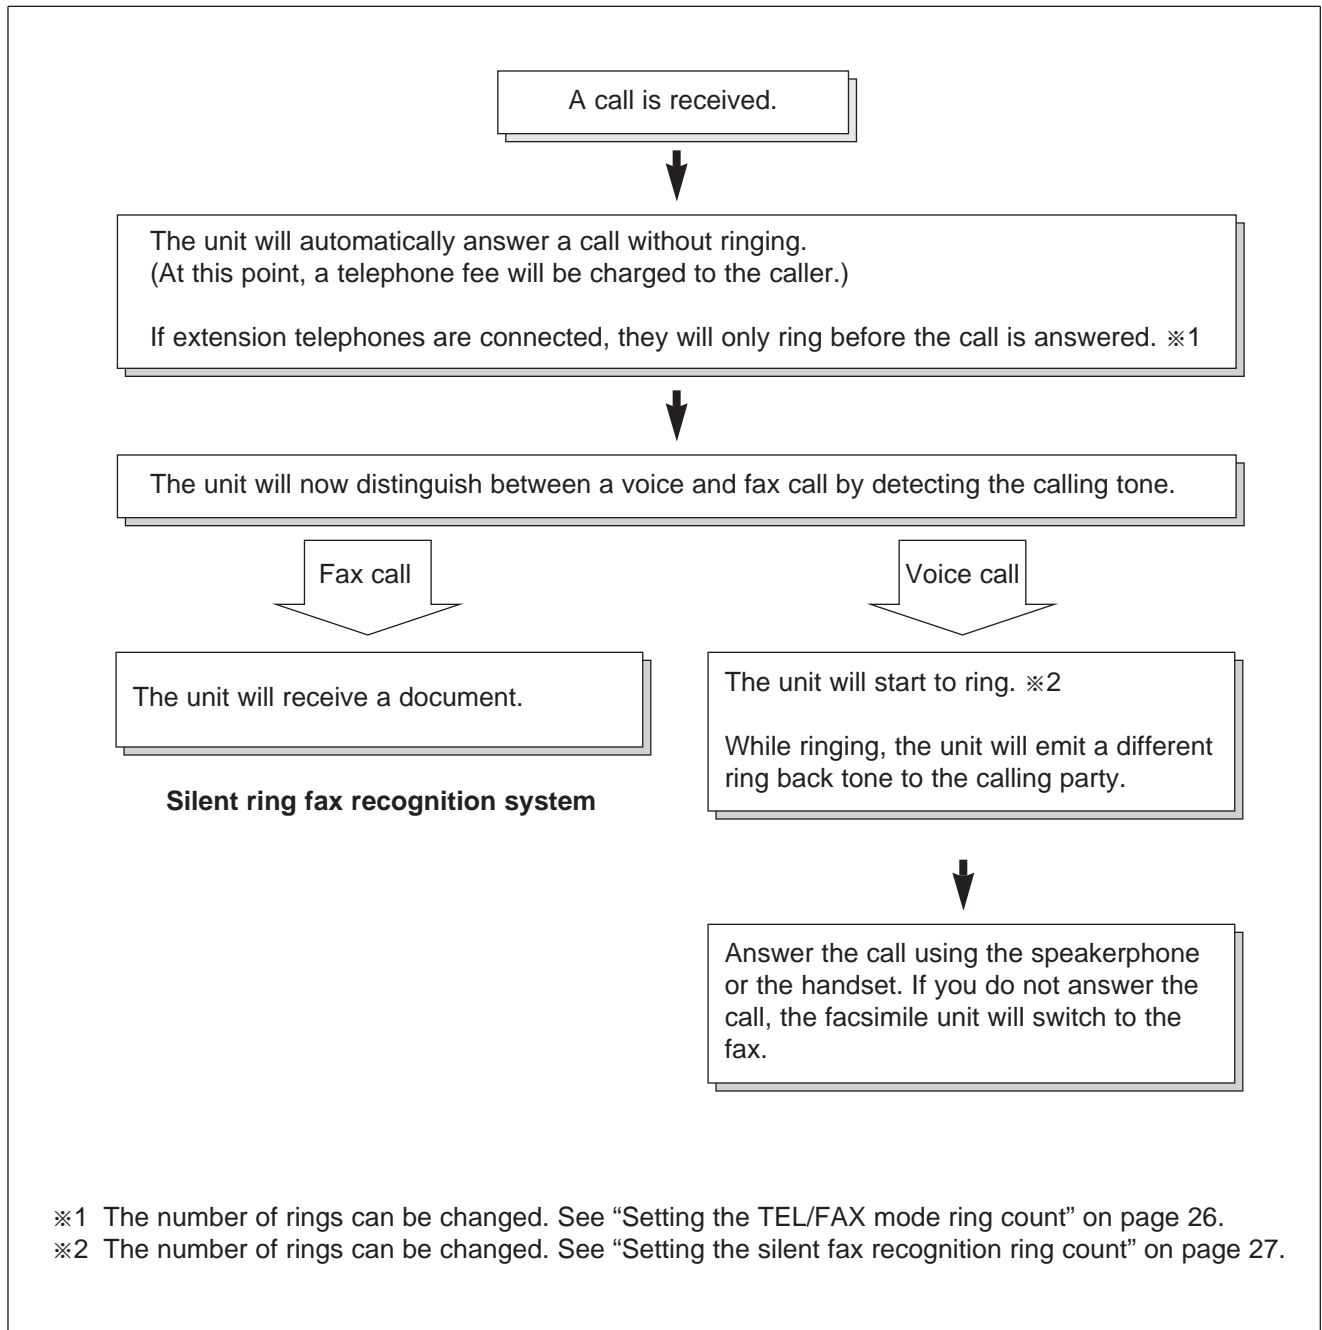 A call is received.
The unit will automatically answer a call without ringing.
(At this point, a telephone fee will be charged to the caller.)
If extension telephones are connected, they will only ring before the call is answered. ※1
The unit will now distinguish between a voice and fax call by detecting the calling tone.
Fax call
Voice call
The unit will receive a document.
Silent ring fax recognition system
The unit will start to ring. ※2
While ringing, the unit will emit a different
ring back tone to the calling party.
Answer the call using the speakerphone
or the handset. If you do not answer the
call, the facsimile unit will switch to the
fax.
※1 The number of rings can be changed. See “Setting the TEL/FAX mode ring count” on page 26.
※2 The number of rings can be changed. See “Setting the silent fax recognition ring count” on page 27.